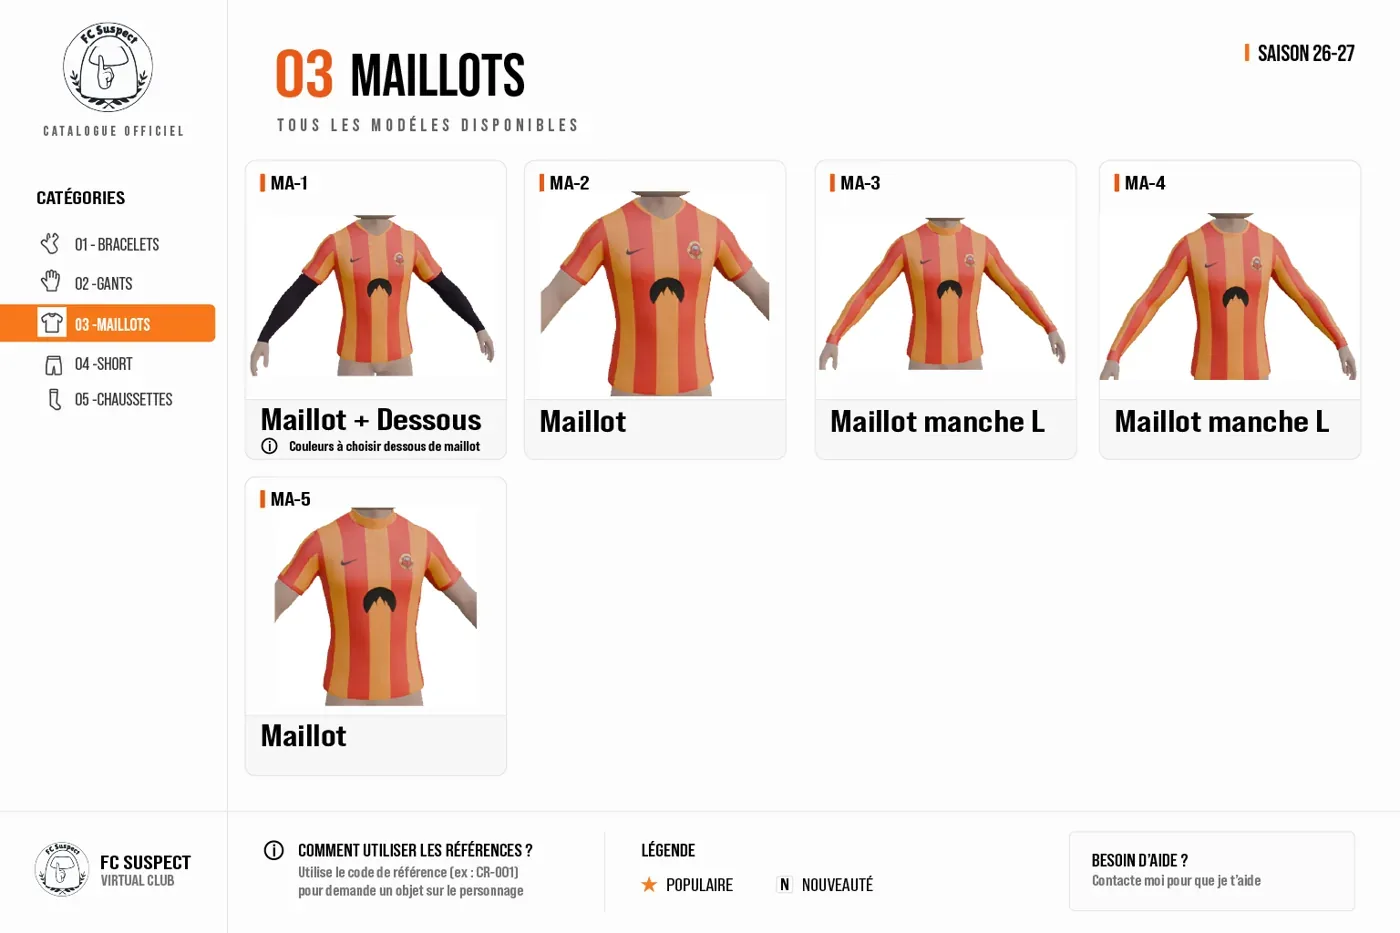 FC Suspect
CATALOGUE OFFICIEL
CATÉGORIES
01 - BRACELETS
02 -GANTS
03 -MAILLOTS
04 -SHORT
05 -CHAUSSETTES
03 MAILLOTS
TOUS LES MODÉLES DISPONIBLES
SAISON 26-27
MA-1
Maillot + Dessous
Couleurs à choisir dessous de maillot
MA-2
Maillot
MA-3
Maillot manche L
MA-4
Maillot manche L
MA-5
Maillot
FC Suspect
FC SUSPECT
VIRTUAL CLUB
COMMENT UTILISER LES RÉFÉRENCES ?
Utilise le code de référence (ex : CR-001)
pour demande un objet sur le personnage
LÉGENDE
POPULAIRE
N NOUVEAUTÉ
BESOIN D'AIDE ?
Contacte moi pour que je t'aide